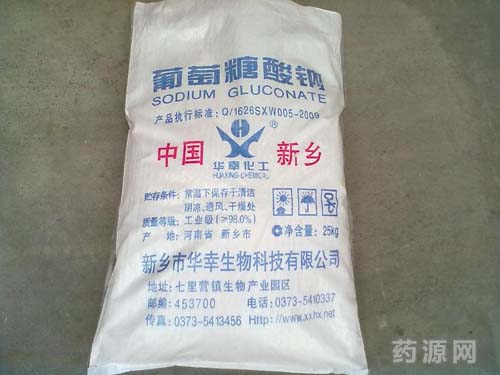 葡萄糖酸钠
SODIUM GLUCONATE
产品执行标准:Q/1626SXW005-2009
®
中国 新乡
华幸化工
HUAXING-CHEMICAL
贮存条件:常温下保存于清洁
阴凉、通风、干燥处
质量等级:工业级(≥98.0%)
产 地:河南省 新乡市
净含量:25kg
新乡市华幸生物科技有限公司
地址:七里营镇生物产业园区
邮编:453700 电话:0373-5410337
传真:0373-5413456 Http://www.xxhx.net
药源网